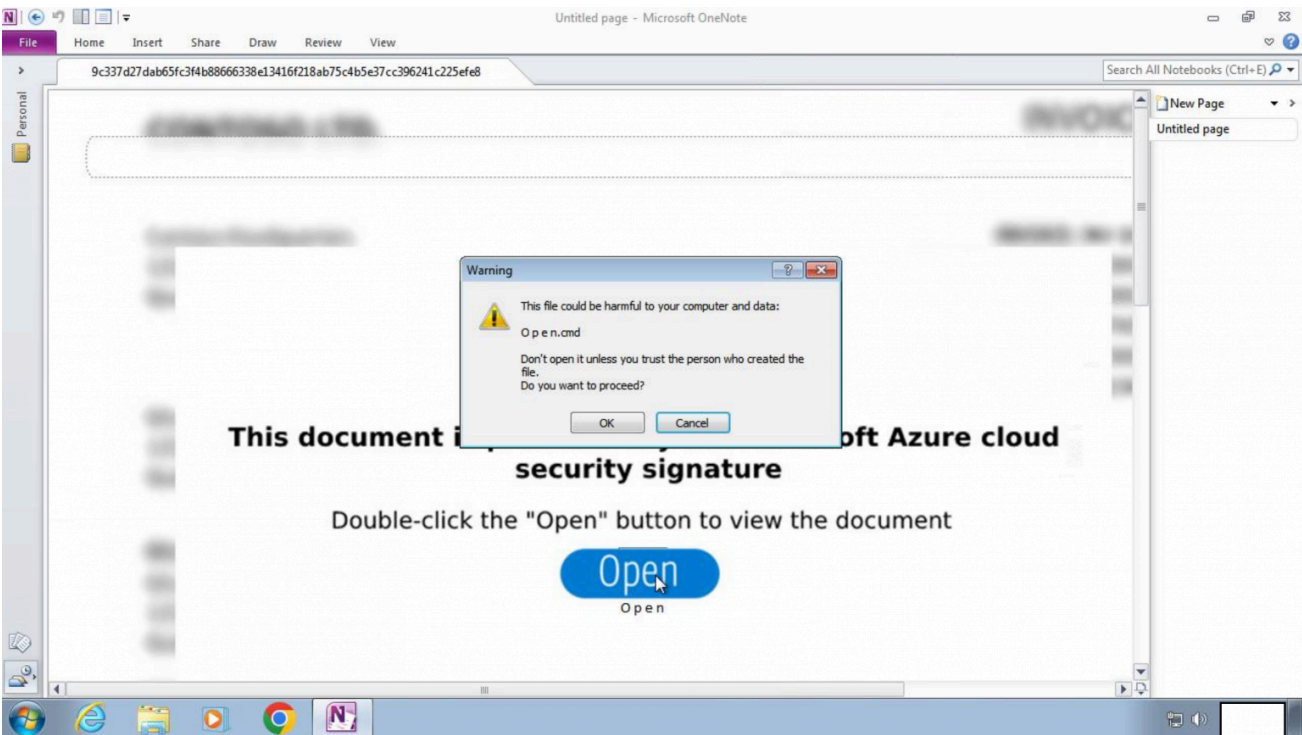 Untitled page - Microsoft OneNote
File Home Insert Share Draw Review View
9c337d27dab65fc3f4b88666338e13416f218ab75c4b5e37cc396241c225efe8
Search All Notebooks (Ctrl+E)
Personal
New Page
Untitled page
CONTOSO LTD.
INVOIC
Warning
This file could be harmful to your computer and data:
O p e n.cmd
Don't open it unless you trust the person who created the
file.
Do you want to proceed?
OK Cancel
This document i oft Azure cloud
security signature
Double-click the "Open" button to view the document
Open
O p e n